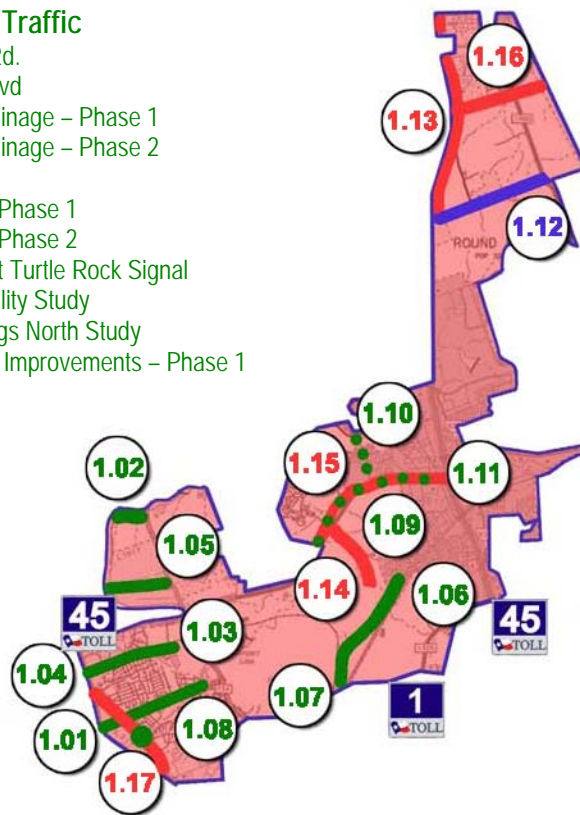 Traffic
Rd.
vd
inage – Phase 1
inage – Phase 2
Phase 1
Phase 2
t Turtle Rock Signal
lity Study
gs North Study
Improvements – Phase 1
1.16
1.13
1.12
ROUND
1.10
1.15
1.11
1.02
1.09
1.05
1.14
1.06
45
TOLL
45
TOLL
1.03
1.04
1.07
1
TOLL
1.08
1.01
1.17